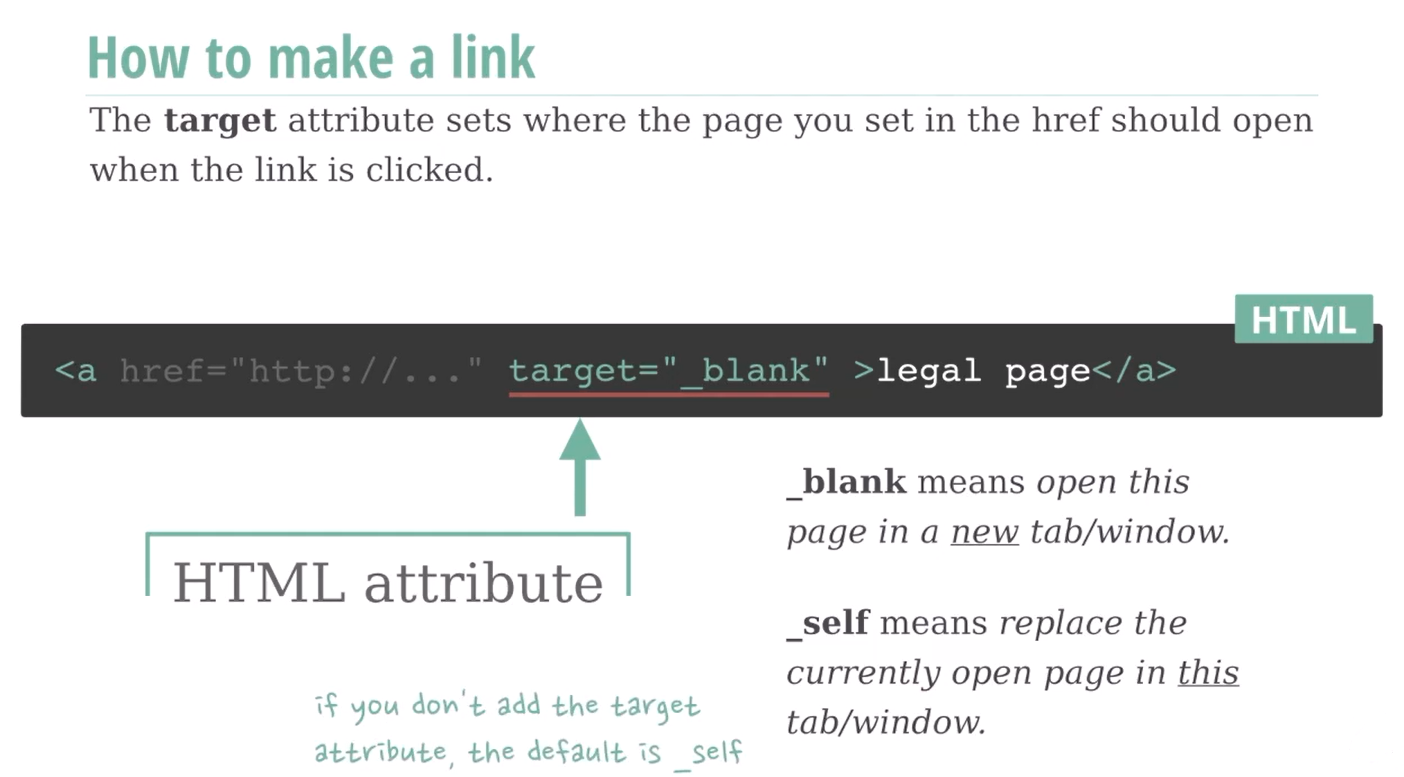 How to make a link
The target attribute sets where the page you set in the href should open
when the link is clicked.
HTML
<a href="http://..." target="_blank" >legal page</a>
HTML attribute
_blank means open this
page in a new tab/window.
_self means replace the
currently open page in this
tab/window.
if you don't add the target
attribute, the default is _self